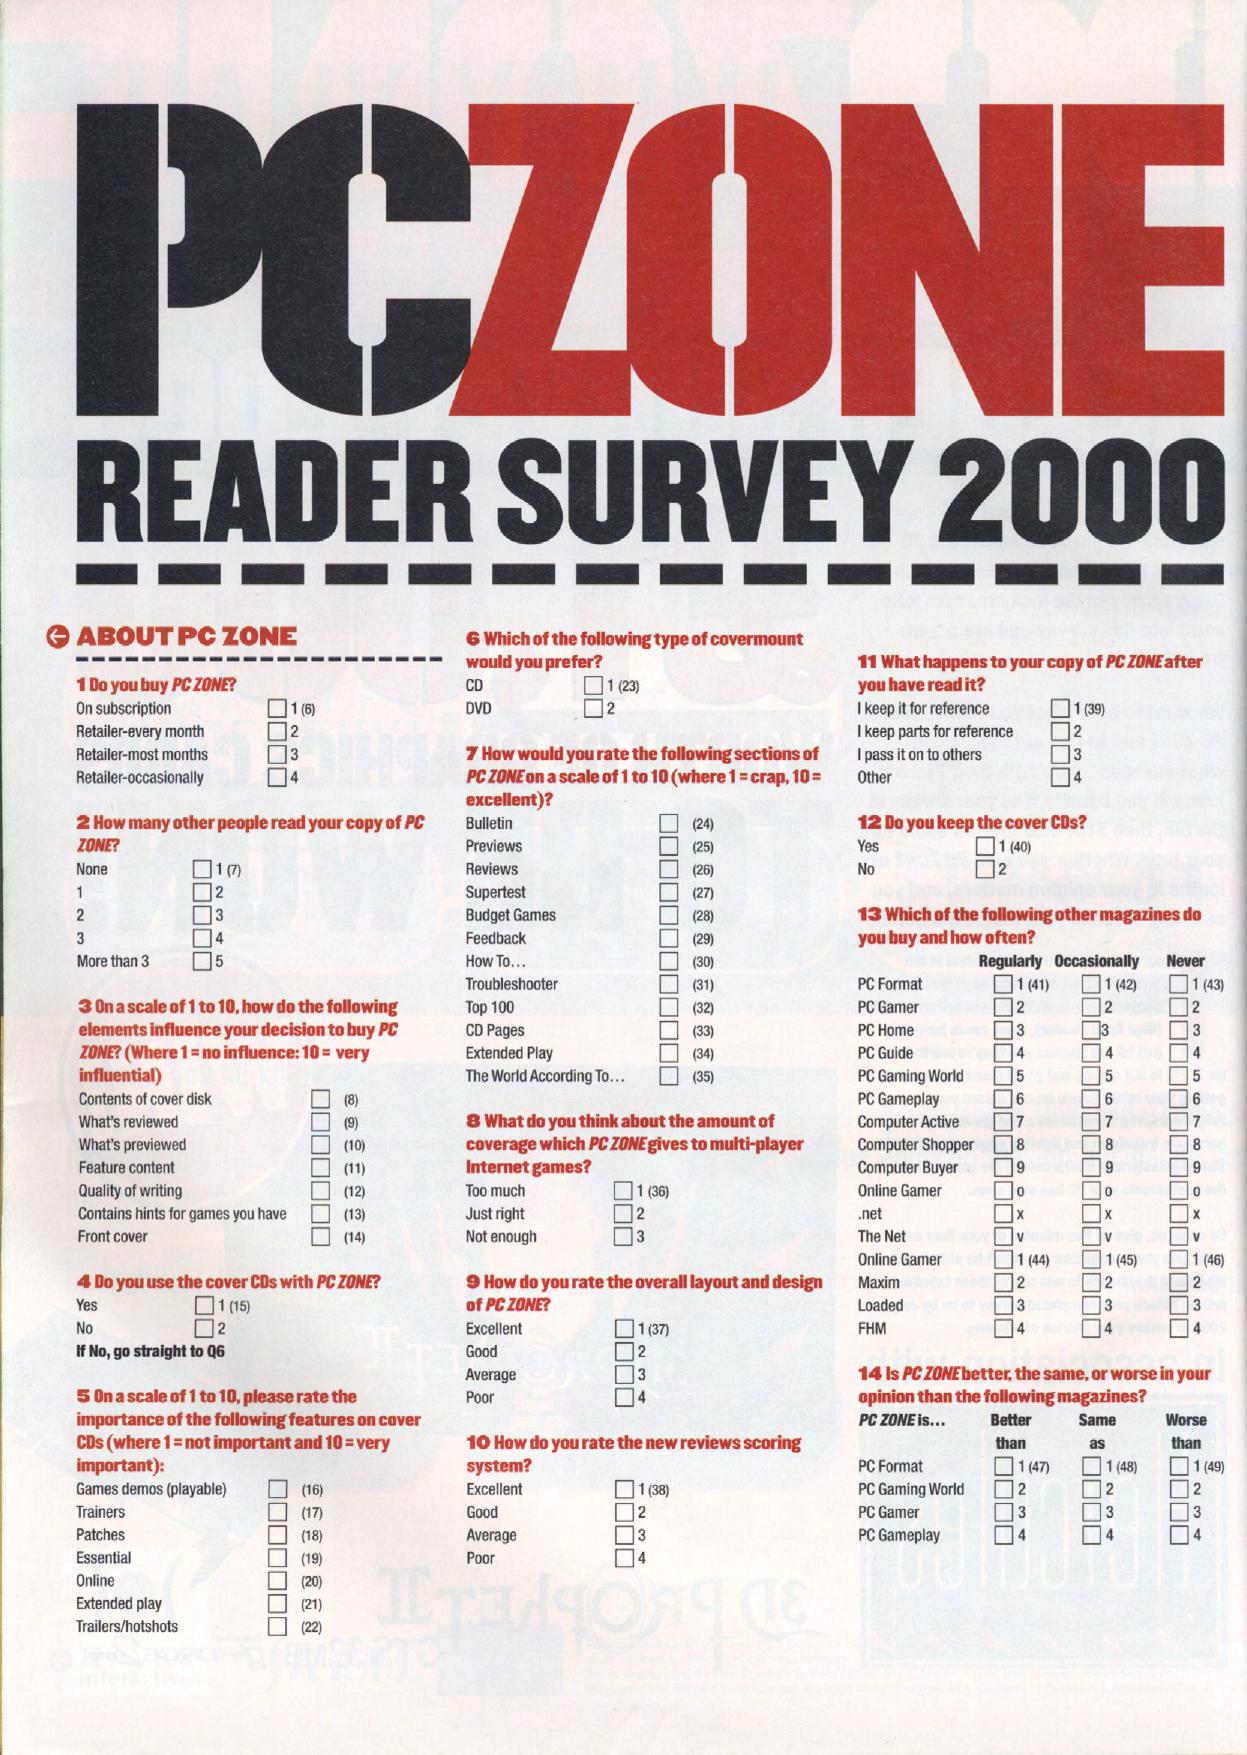 PCZONE
READER SURVEY 2000
ABOUT PC ZONE
1 Do you buy PC ZONE?
On subscription 1 (6)
Retailer-every month 2
Retailer-most months 3
Retailer-occasionally 4
2 How many other people read your copy of PC
ZONE?
None 1 (7)
1 2
2 3
3 4
More than 3 5
3 On a scale of 1 to 10, how do the following
elements influence your decision to buy PC
ZONE? (Where 1 = no influence: 10 = very
influential)
Contents of cover disk (8)
What's reviewed (9)
What's previewed (10)
Feature content (11)
Quality of writing (12)
Contains hints for games you have (13)
Front cover (14)
4 Do you use the cover CDs with PC ZONE?
Yes 1 (15)
No 2
If No, go straight to Q6
5 On a scale of 1 to 10, please rate the
importance of the following features on cover
CDs (where 1 = not important and 10 = very
important):
Games demos (playable) (16)
Trainers (17)
Patches (18)
Essential (19)
Online (20)
Extended play (21)
Trailers/hotshots (22)
6 Which of the following type of covermount
would you prefer?
CD 1 (23)
DVD 2
7 How would you rate the following sections of
PC ZONE on a scale of 1 to 10 (where 1 = crap, 10 =
excellent)?
Bulletin (24)
Previews (25)
Reviews (26)
Supertest (27)
Budget Games (28)
Feedback (29)
How To... (30)
Troubleshooter (31)
Top 100 (32)
CD Pages (33)
Extended Play (34)
The World According To... (35)
8 What do you think about the amount of
coverage which PC ZONE gives to multi-player
Internet games?
Too much 1 (36)
Just right 2
Not enough 3
9 How do you rate the overall layout and design
of PC ZONE?
Excellent 1 (37)
Good 2
Average 3
Poor 4
10 How do you rate the new reviews scoring
system?
Excellent 1 (38)
Good 2
Average 3
Poor 4
11 What happens to your copy of PC ZONE after
you have read it?
I keep it for reference 1 (39)
I keep parts for reference 2
I pass it on to others 3
Other 4
12 Do you keep the cover CDs?
Yes 1 (40)
No 2
13 Which of the following other magazines do
you buy and how often?
Regularly Occasionally Never
PC Format 1 (41) 1 (42) 1 (43)
PC Gamer 2 2 2
PC Home 3 3 3
PC Guide 4 4 4
PC Gaming World 5 5 5
PC Gameplay 6 6 6
Computer Active 7 7 7
Computer Shopper 8 8 8
Computer Buyer 9 9 9
Online Gamer o o o
.net x x x
The Net v v v
Online Gamer 1 (44) 1 (45) 1 (46)
Maxim 2 2 2
Loaded 3 3 3
FHM 4 4 4
14 Is PC ZONE better, the same, or worse in your
opinion than the following magazines?
PC ZONE is... Better Same Worse
than as than
PC Format 1 (47) 1 (48) 1 (49)
PC Gaming World 2 2 2
PC Gamer 3 3 3
PC Gameplay 4 4 4